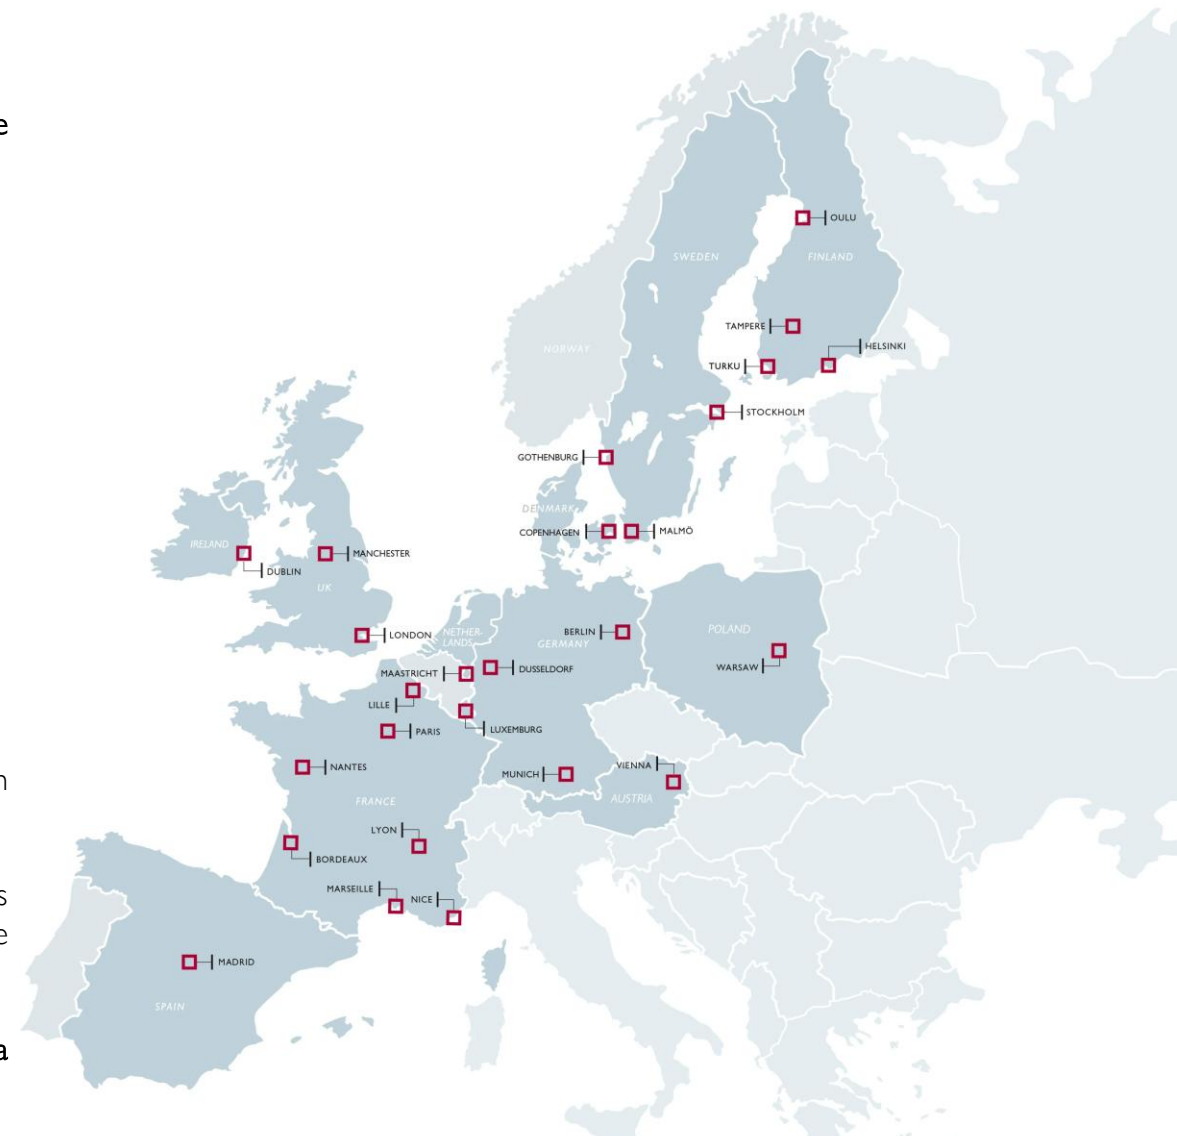 e
OULU
SWEDEN
FINLAND
TAMPERE
HELSINKI
NORWAY
TURKU
STOCKHOLM
GOTHENBURG
DENMARK
COPENHAGEN
MALMÖ
IRELAND
MANCHESTER
DUBLIN
UK
LONDON
NETHER-
LANDS
BERLIN
GERMANY
POLAND
WARSAW
MAASTRICHT
DUSSELDORF
LILLE
LUXEMBURG
PARIS
NANTES
MUNICH
VIENNA
n
AUSTRIA
FRANCE
LYON
BORDEAUX
MARSEILLE
NICE
s
e
MADRID
SPAIN
a